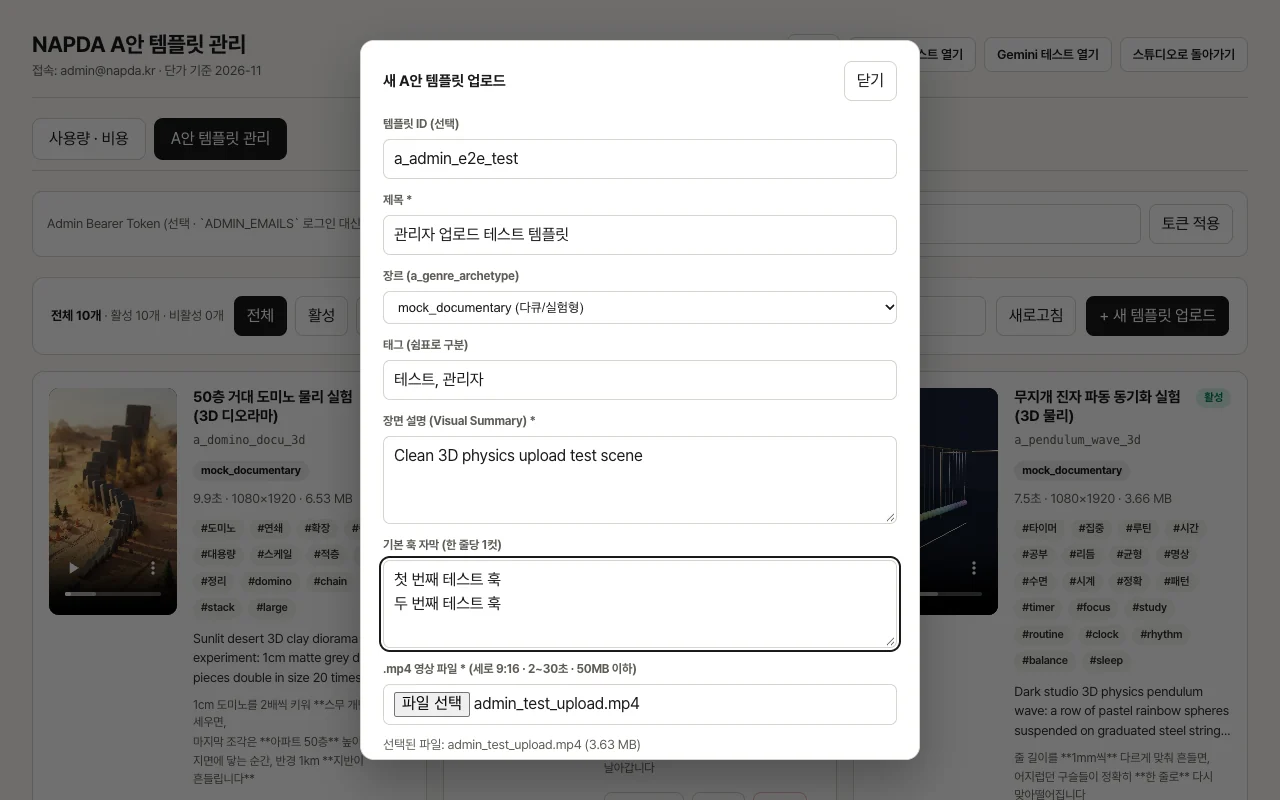 NAPDA A안 템플릿 관리
접속: admin@napda.kr · 단가 기준 2026-11
스트 열기
Gemini 테스트 열기
스튜디오로 돌아가기
사용량 · 비용
A안 템플릿 관리
Admin Bearer Token (선택 · `ADMIN_EMAILS` 로그인 대신
토큰 적용
전체 10개 · 활성 10개 · 비활성 0개
전체
활성
새로고침
+ 새 템플릿 업로드
50층 거대 도미노 물리 실험
(3D 디오라마)
a_domino_docu_3d
mock_documentary
9.9초 · 1080×1920 · 6.53 MB
#도미노 #연쇄 #확장
#대용량 #스케일 #적층
#정리 #domino #chain
#stack #large
Sunlit desert 3D clay diorama
experiment: 1cm matte grey d
pieces double in size 20 times
1cm 도미노를 2배씩 키워 **스무 개
세우면,
마지막 조각은 **아파트 50층** 높이
지면에 닿는 순간, 반경 1km **지반이
흔들립니다**
새 A안 템플릿 업로드
닫기
템플릿 ID (선택)
a_admin_e2e_test
제목 *
관리자 업로드 테스트 템플릿
장르 (a_genre_archetype)
mock_documentary (다큐/실험형)
태그 (쉼표로 구분)
테스트, 관리자
장면 설명 (Visual Summary) *
Clean 3D physics upload test scene
기본 훅 자막 (한 줄당 1컷)
첫 번째 테스트 훅
두 번째 테스트 훅
.mp4 영상 파일 * (세로 9:16 · 2~30초 · 50MB 이하)
파일 선택 admin_test_upload.mp4
선택된 파일: admin_test_upload.mp4 (3.63 MB)
날아갑니다
무지개 진자 파동 동기화 실험
(3D 물리)
활성
a_pendulum_wave_3d
mock_documentary
7.5초 · 1080×1920 · 3.66 MB
#타이머 #집중 #루틴 #시간
#공부 #리듬 #균형 #명상
#수면 #시계 #정확 #패턴
#timer #focus #study
#routine #clock #rhythm
#balance #sleep
Dark studio 3D physics pendulum
wave: a row of pastel rainbow spheres
suspended on graduated steel string...
줄 길이를 **1mm씩** 다르게 맞춰 흔들면,
어지럽던 구슬들이 정확히 **한 줄로** 다시
맞아떨어집니다